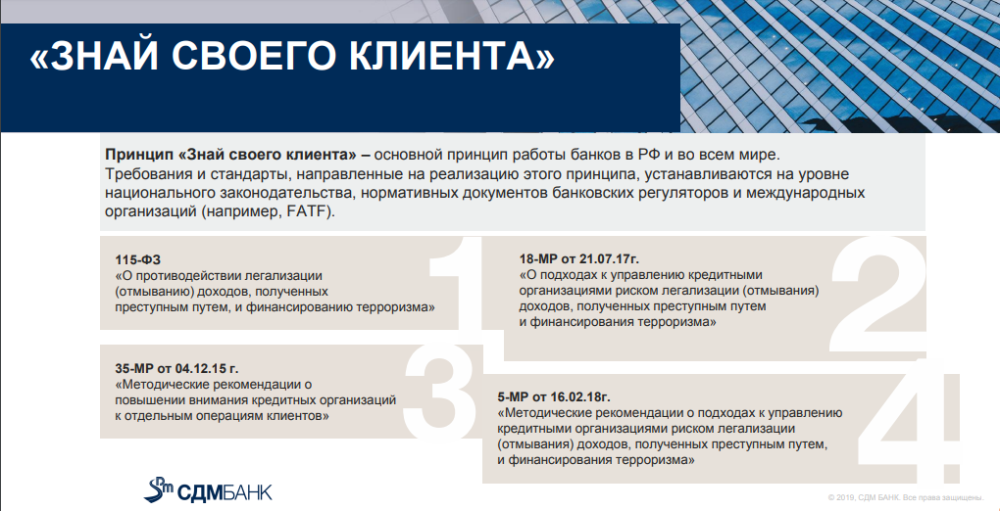 «ЗНАЙ СВОЕГО КЛИЕНТА»
Принцип «Знай своего клиента» – основной принцип работы банков в РФ и во всем мире.
Требования и стандарты, направленные на реализацию этого принципа, устанавливаются на уровне
национального законодательства, нормативных документов банковских регуляторов и международных
организаций (например, FATF).
1
115-ФЗ
«О противодействии легализации
(отмыванию) доходов, полученных
преступным путем, и финансированию терроризма»
2
18-МР от 21.07.17г.
«О подходах к управлению кредитными
организациями риском легализации (отмывания)
доходов, полученных преступным путем
и финансирования терроризма»
3
35-МР от 04.12.15 г.
«Методические рекомендации о
повышении внимания кредитных организаций
к отдельным операциям клиентов»
4
5-МР от 16.02.18г.
«Методические рекомендации о подходах к управлению
кредитными организациями риском легализации
(отмывания) доходов, полученных преступным путем,
и финансирования терроризма»
СДМБАНК
© 2019, СДМ БАНК. Все права защищены.